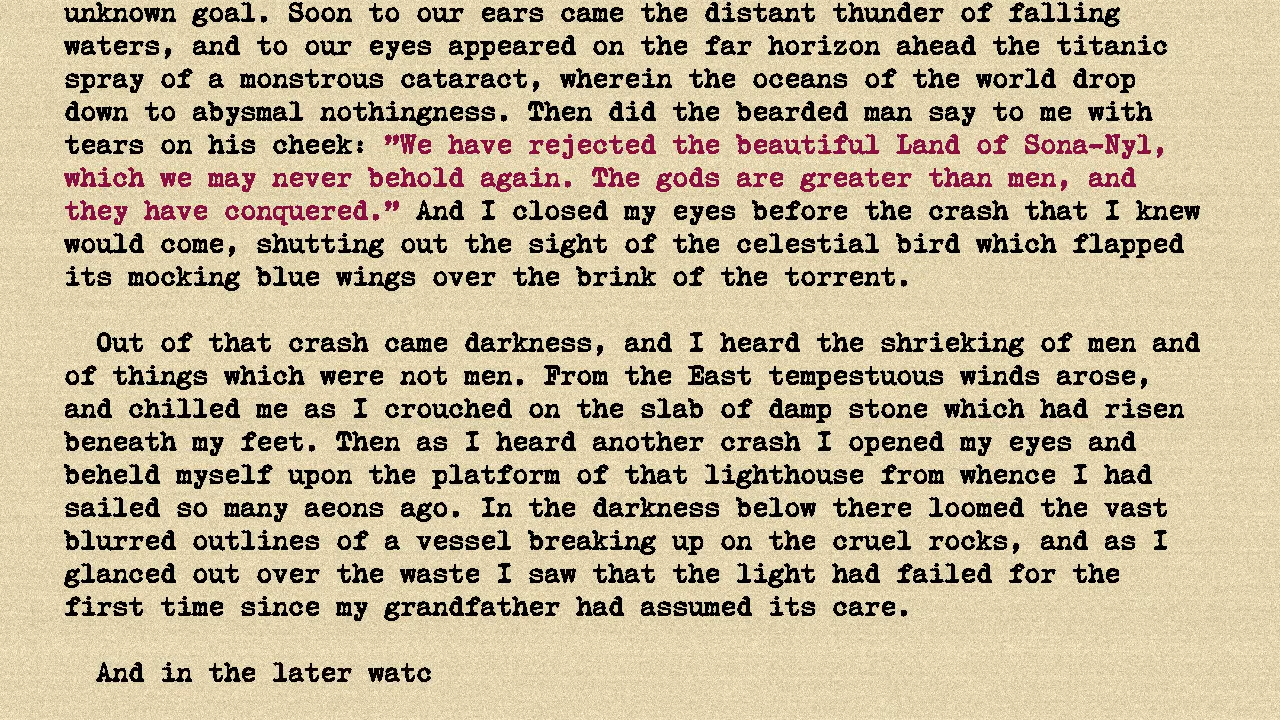 unknown goal. Soon to our ears came the distant thunder of falling
waters, and to our eyes appeared on the far horizon ahead the titanic
spray of a monstrous cataract, wherein the oceans of the world drop
down to abysmal nothingness. Then did the bearded man say to me with
tears on his cheek: ”We have rejected the beautiful Land of Sona-Nyl,
which we may never behold again. The gods are greater than men, and
they have conquered.” And I closed my eyes before the crash that I knew
would come, shutting out the sight of the celestial bird which flapped
its mocking blue wings over the brink of the torrent.
Out of that crash came darkness, and I heard the shrieking of men and
of things which were not men. From the East tempestuous winds arose,
and chilled me as I crouched on the slab of damp stone which had risen
beneath my feet. Then as I heard another crash I opened my eyes and
beheld myself upon the platform of that lighthouse from whence I had
sailed so many aeons ago. In the darkness below there loomed the vast
blurred outlines of a vessel breaking up on the cruel rocks, and as I
glanced out over the waste I saw that the light had failed for the
first time since my grandfather had assumed its care.
And in the later watc